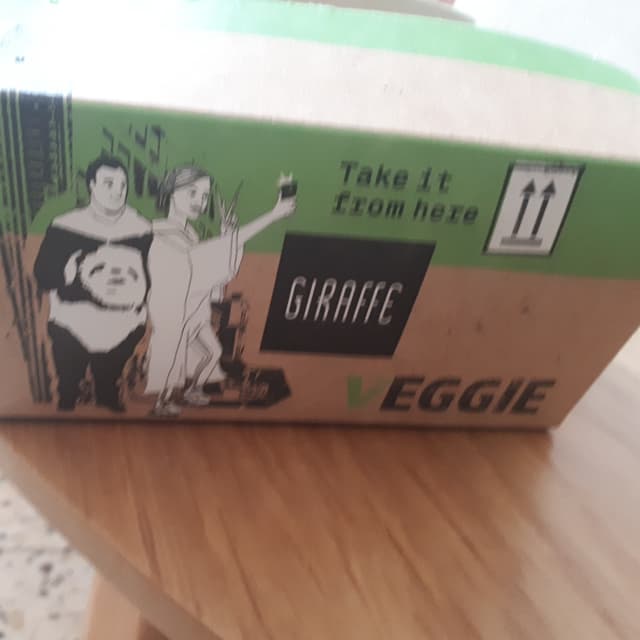 Take it
from here
GIRAFFE
VEGGIE